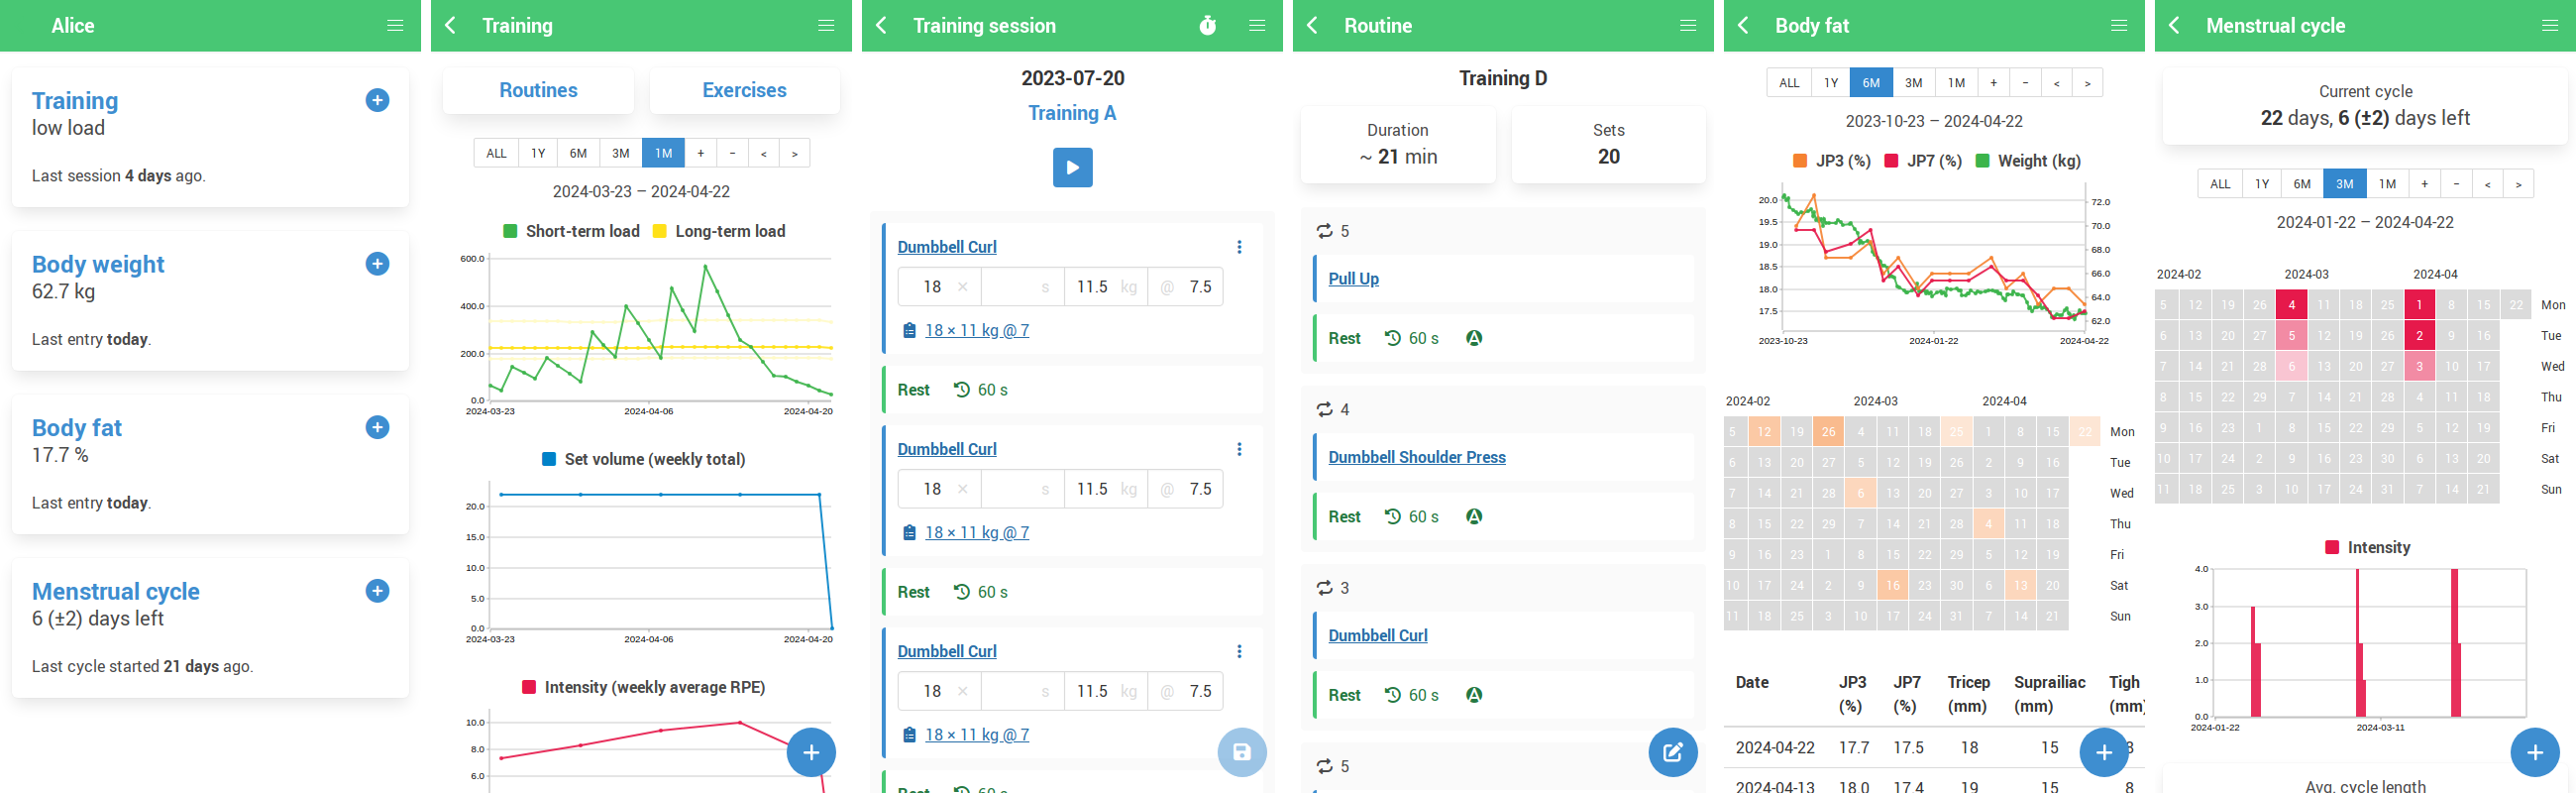 Alice
Training
low load
Last session 4 days ago.
Body weight
62.7 kg
Last entry today.
Body fat
17.7 %
Last entry today.
Menstrual cycle
6 (±2) days left
Last cycle started 21 days ago.
Training
Routines Exercises
ALL 1Y 6M 3M 1M + − < >
2024-03-23 – 2024-04-22
Short-term load Long-term load
600.0
400.0
200.0
0.0
2024-03-23 2024-04-06 2024-04-20
Set volume (weekly total)
20.0
15.0
10.0
5.0
0.0
2024-03-23 2024-04-06 2024-04-20
Intensity (weekly average RPE)
10.0
8.0
6.0
+
Training session
2023-07-20
Training A
Dumbbell Curl
18 × s 11.5 kg @ 7.5
18 × 11 kg @ 7
Rest 60 s
Dumbbell Curl
18 × s 11.5 kg @ 7.5
18 × 11 kg @ 7
Rest 60 s
Dumbbell Curl
18 × s 11.5 kg @ 7.5
18 × 11 kg @ 7
Rest 60 s
Routine
Training D
Duration
~ 21 min
Sets
20
5
Pull Up
Rest 60 s A
4
Dumbbell Shoulder Press
Rest 60 s A
3
Dumbbell Curl
Rest 60 s A
5
Body fat
ALL 1Y 6M 3M 1M + − < >
2023-10-23 – 2024-04-22
JP3 (%) JP7 (%) Weight (kg)
20.0 72.0
19.5 70.0
19.0 68.0
18.5 66.0
18.0 64.0
17.5 62.0
2023-10-23 2024-01-22 2024-04-22
2024-02 2024-03 2024-04
5 12 19 26 4 11 18 25 1 8 15 22 Mon
6 13 20 27 5 12 19 26 2 9 16 Tue
7 14 21 28 6 13 20 27 3 10 17 Wed
8 15 22 29 7 14 21 28 4 11 18 Thu
9 16 23 1 8 15 22 29 5 12 19 Fri
10 17 24 2 9 16 23 30 6 13 20 Sat
11 18 25 3 10 17 24 31 7 14 21 Sun
Date JP3 (%) JP7 (%) Tricep (mm) Suprailiac (mm) Tigh (mm)
2024-04-22 17.7 17.5 18 15
2024-04-13 18.0 17.4 19 15 8
Menstrual cycle
Current cycle
22 days, 6 (±2) days left
ALL 1Y 6M 3M 1M + − < >
2024-01-22 – 2024-04-22
2024-02 2024-03 2024-04
5 12 19 26 4 11 18 25 1 8 15 22 Mon
6 13 20 27 5 12 19 26 2 9 16 Tue
7 14 21 28 6 13 20 27 3 10 17 Wed
8 15 22 29 7 14 21 28 4 11 18 Thu
9 16 23 1 8 15 22 29 5 12 19 Fri
10 17 24 2 9 16 23 30 6 13 20 Sat
11 18 25 3 10 17 24 31 7 14 21 Sun
Intensity
4.0
3.0
2.0
1.0
0.0
2024-01-22 2024-03-11
Avg. cycle length